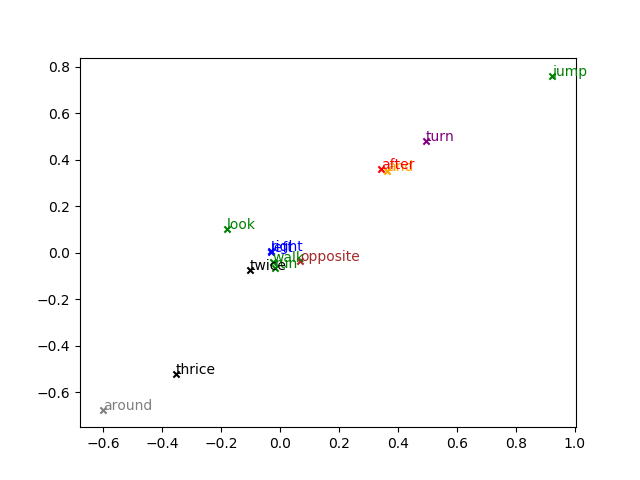 0.8
jump
0.6
turn
0.4
after
and
0.2
look
0.0
right
left
walk
run
opposite
twice
−0.2
−0.4
thrice
−0.6
around
−0.6 −0.4 −0.2 0.0 0.2 0.4 0.6 0.8 1.0